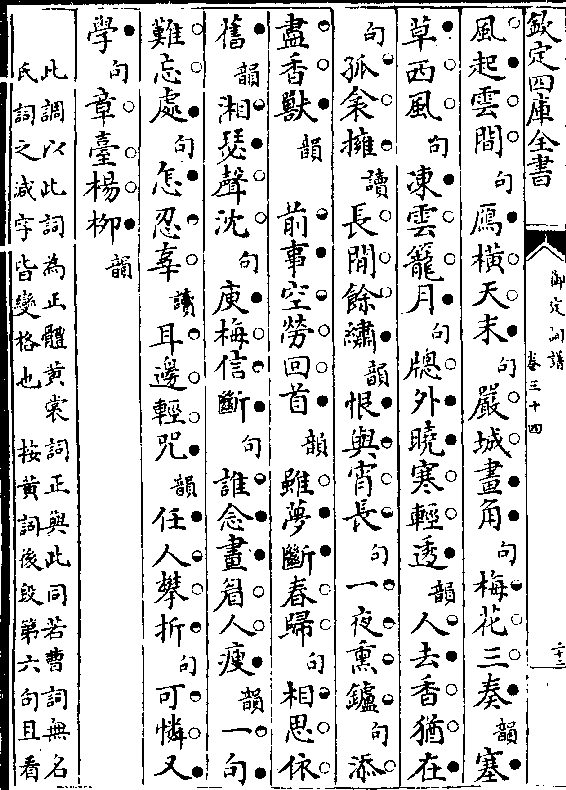 欽定四庫全書
御定詞譜
卷三十四
二十二
風起雲間句鴈橫天末句嚴城畫角句梅花三奏韻塞
草西風句凍雲籠月句牕外曉寒輕透韻人去香猶在
句孤衾擁讀長閒餘繡韻恨與宵長句一夜熏鑪句添
盡香獸韻 前事空勞回首韻雖夢斷春歸句相思依
舊韻湘瑟聲沈句庾梅信斷句誰念畫眉人瘦韻一句
難忘處句怎忍辜讀耳邊輕咒韻任人攀折句可憐又
學句章臺楊柳韻
此調以此詞為正體黃裳詞正與此同若曹詞無名
氏詞之減字皆變格也 按黃詞後段第六句且看